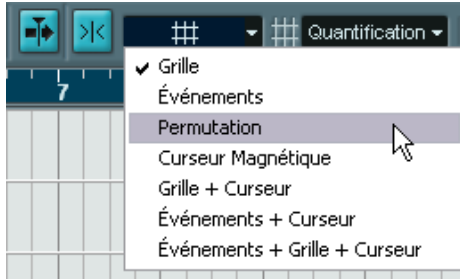 Quantification
7
Grille
Événements
Permutation
Curseur Magnétique
Grille + Curseur
Événements + Curseur
Événements + Grille + Curseur